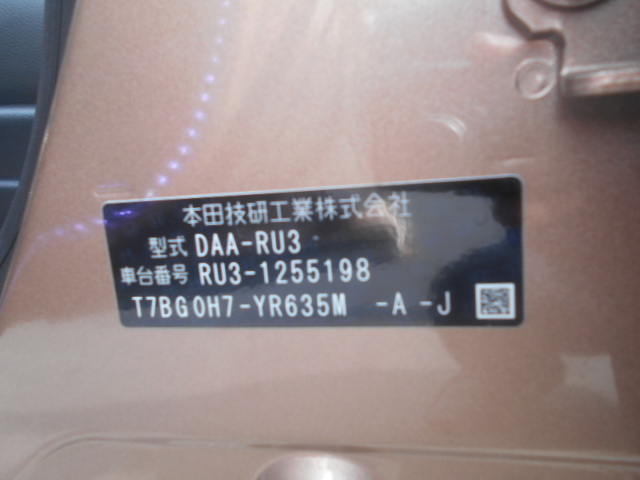 本田技研工業株式会社
型式 DAA-RU3
車台番号 RU3-1255198
T7BG0H7-YR635M -A -J